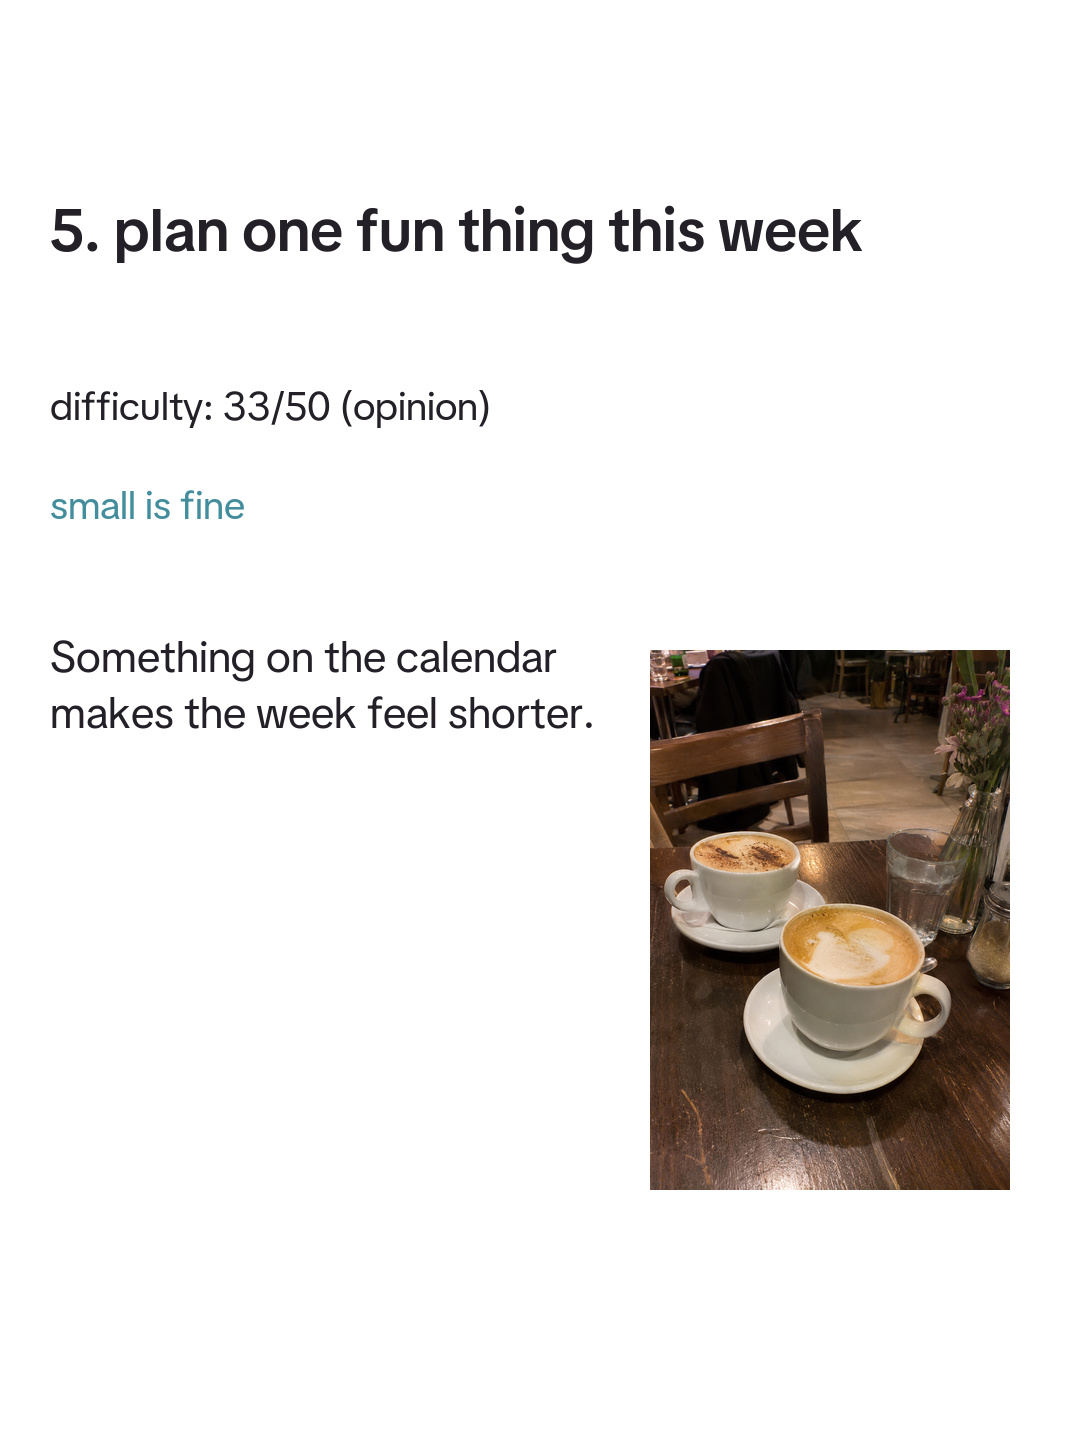 5. plan one fun thing this week
difficulty: 33/50 (opinion)
small is fine
Something on the calendar
makes the week feel shorter.